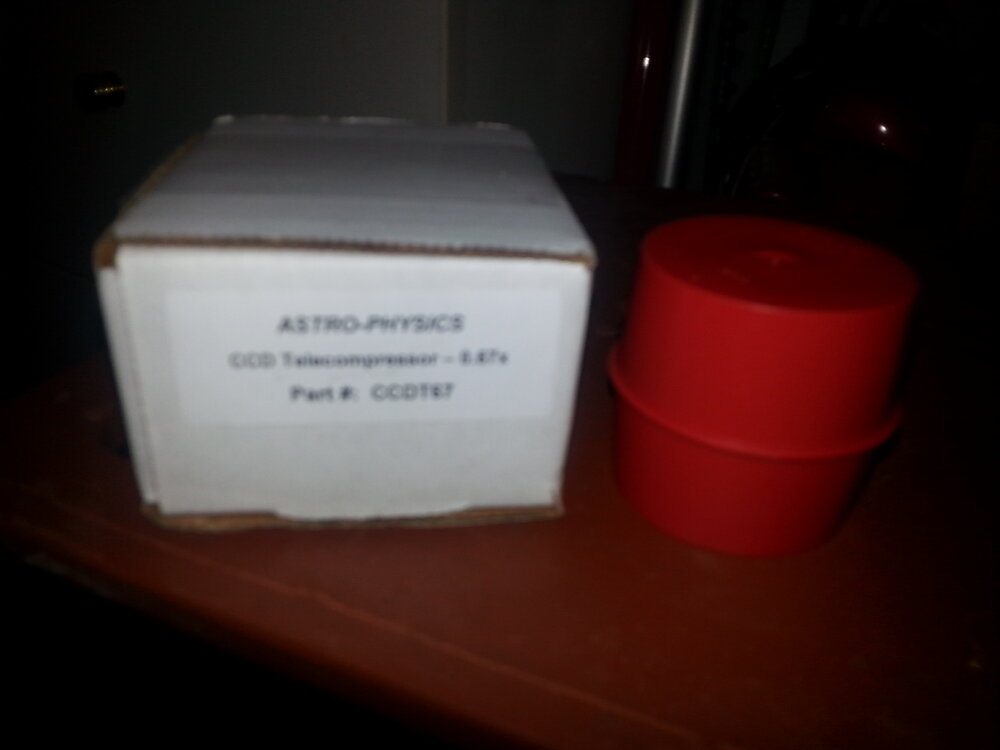 ASTRO-PHYSICS
CCD Telecompressor - 0.67x
Part #: CCDT67